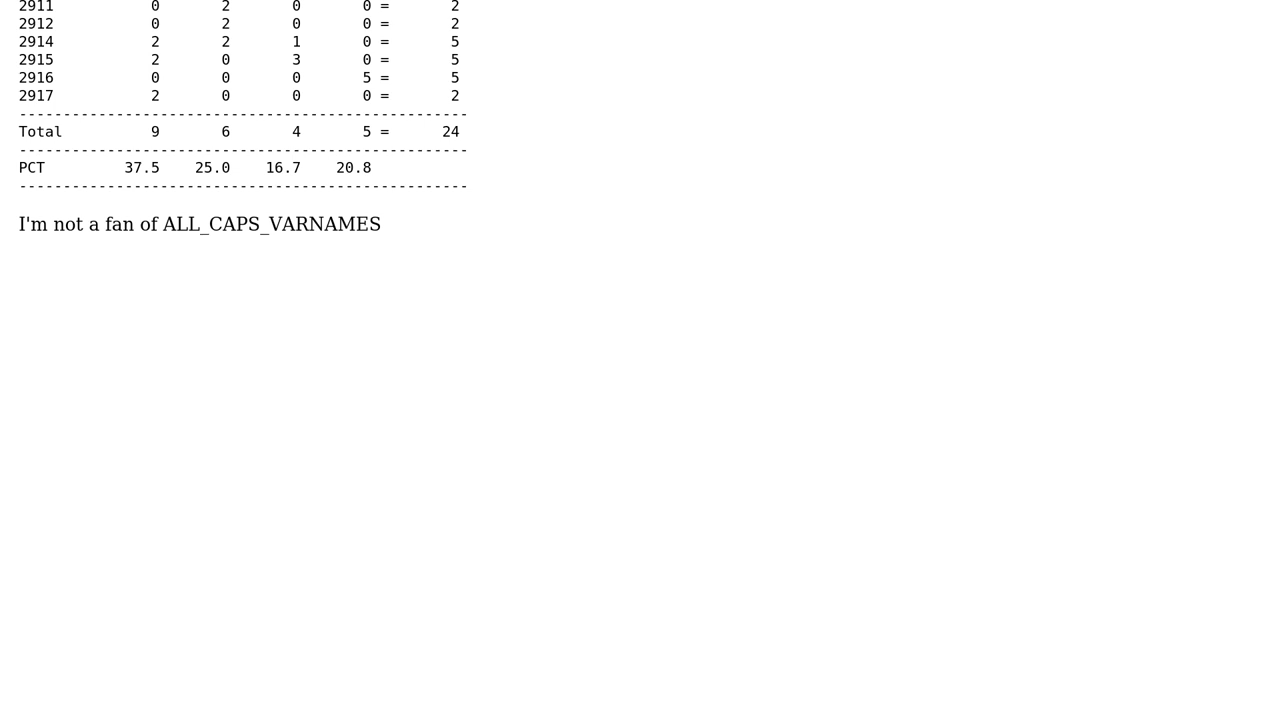 2911           0       2       0       0 =       2
2912           0       2       0       0 =       2
2914           2       2       1       0 =       5
2915           2       0       3       0 =       5
2916           0       0       0       5 =       5
2917           2       0       0       0 =       2
---------------------------------------------------
Total          9       6       4       5 =      24
---------------------------------------------------
PCT         37.5    25.0    16.7    20.8
---------------------------------------------------
I'm not a fan of ALL_CAPS_VARNAMES